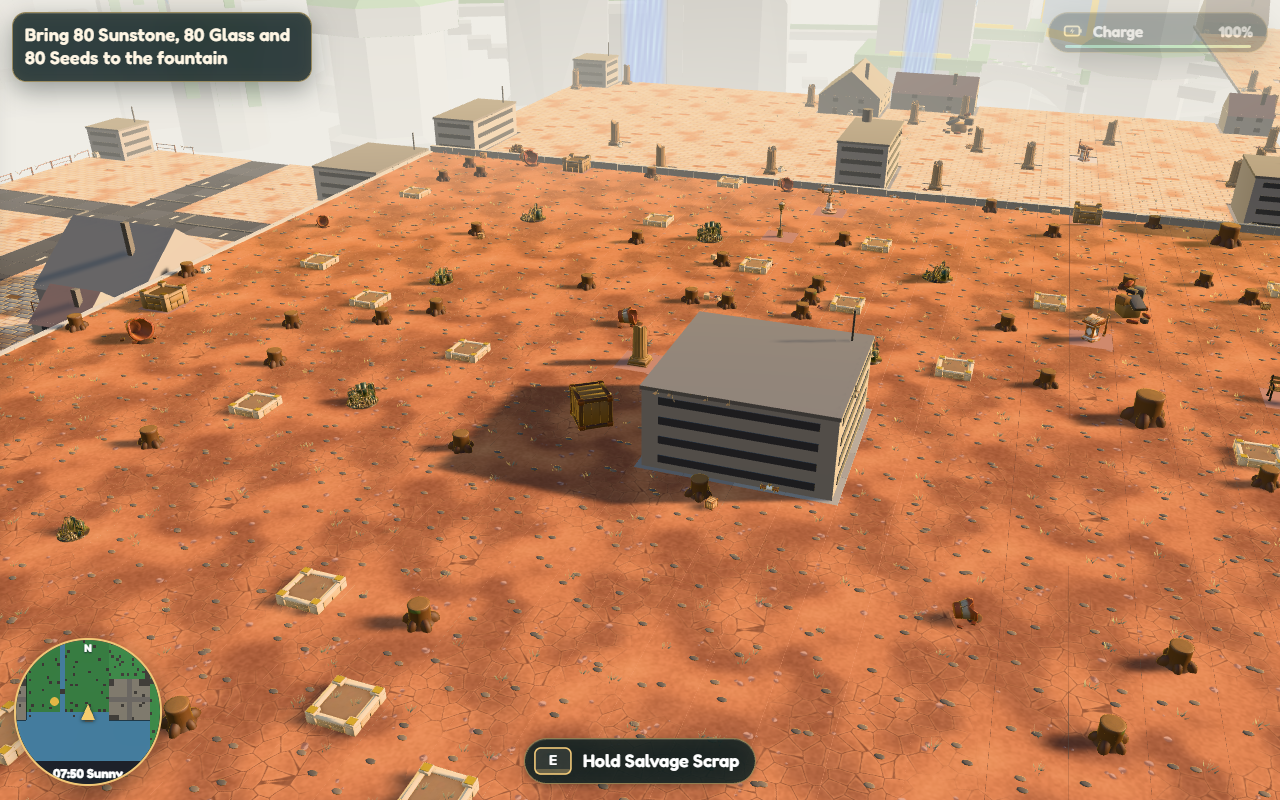 Bring 80 Sunstone, 80 Glass and
80 Seeds to the fountain
Charge 100%
N
07:50 Sunny
E Hold Salvage Scrap